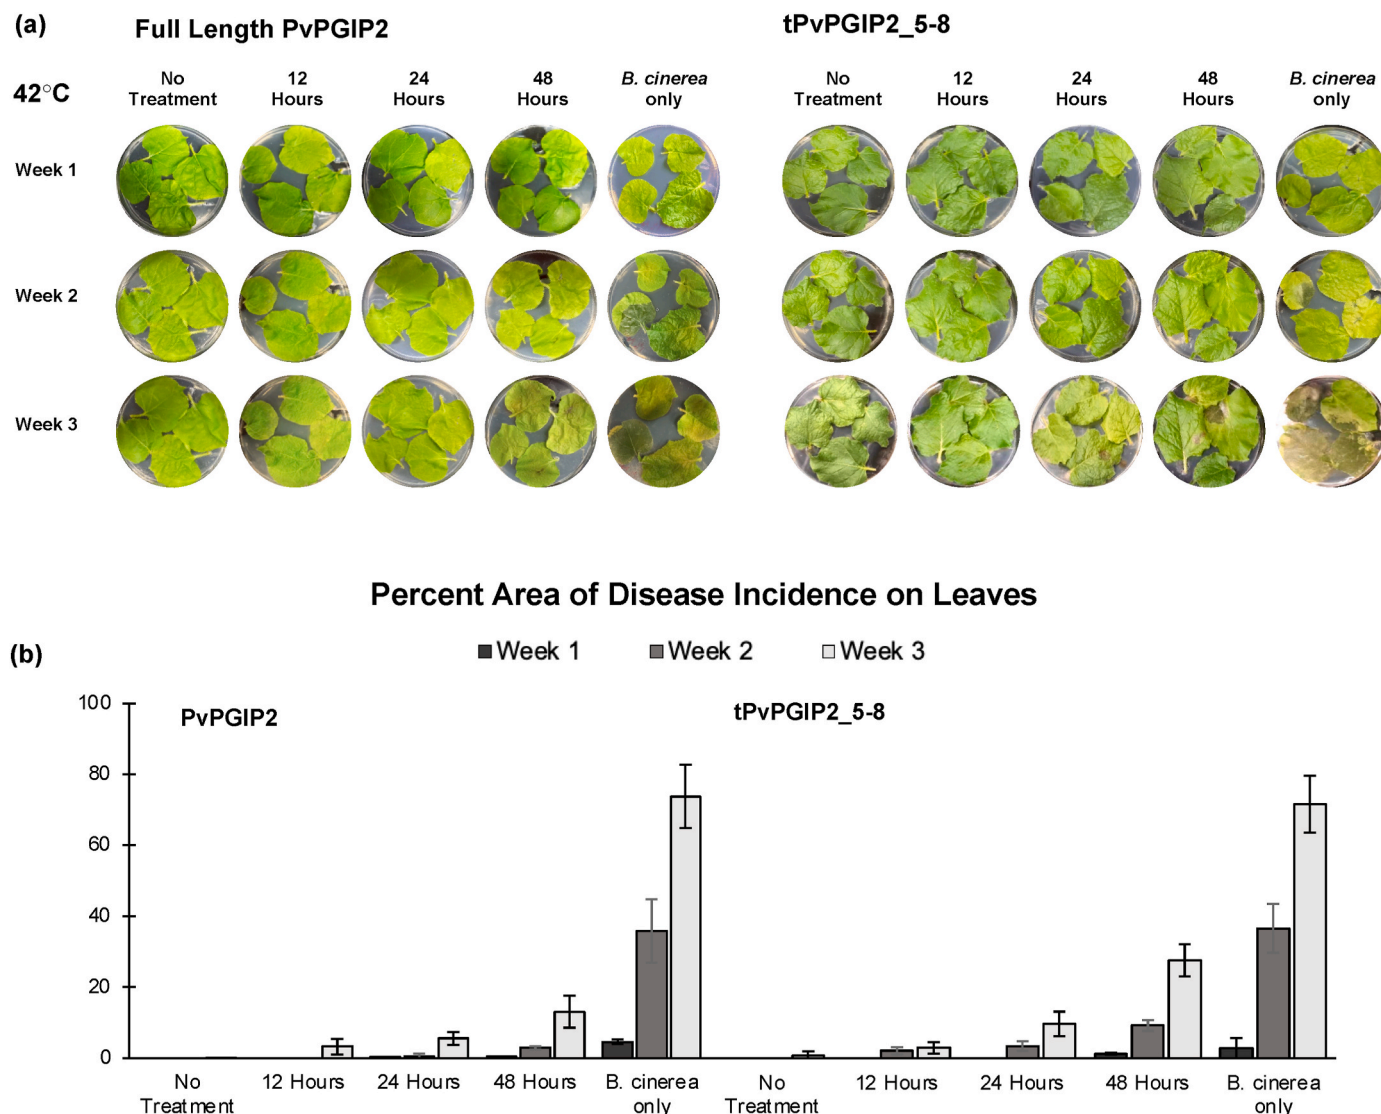 (a)
Full Length PvPGIP2
tPvPGIP2_5-8
42°C
No Treatment
12 Hours
24 Hours
48 Hours
B. cinerea only
No Treatment
12 Hours
24 Hours
48 Hours
B. cinerea only
Week 1
Week 2
Week 3
Percent Area of Disease Incidence on Leaves
(b)
Week 1
Week 2
Week 3
PvPGIP2
tPvPGIP2_5-8
100
80
60
40
20
0
No Treatment
12 Hours
24 Hours
48 Hours
B. cinerea only
No Treatment
12 Hours
24 Hours
48 Hours
B. cinerea only